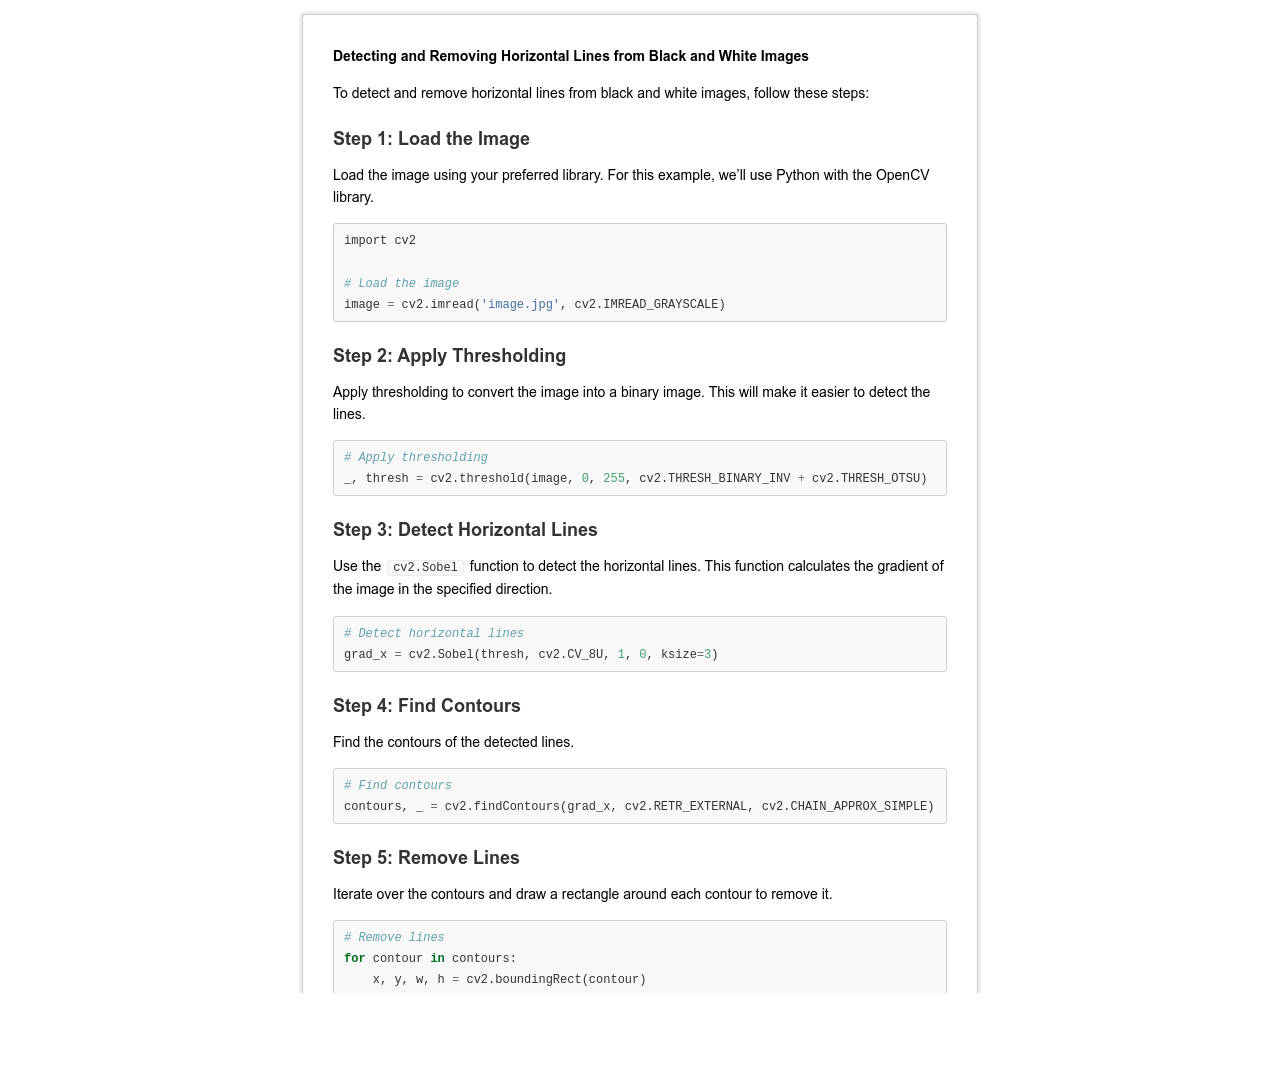 Detecting and Removing Horizontal Lines from Black and White Images
To detect and remove horizontal lines from black and white images, follow these steps:
Step 1: Load the Image
Load the image using your preferred library. For this example, we’ll use Python with the OpenCV
library.
import cv2
# Load the image
image = cv2.imread('image.jpg', cv2.IMREAD_GRAYSCALE)
Step 2: Apply Thresholding
Apply thresholding to convert the image into a binary image. This will make it easier to detect the
lines.
# Apply thresholding
_, thresh = cv2.threshold(image, 0, 255, cv2.THRESH_BINARY_INV + cv2.THRESH_OTSU)
Step 3: Detect Horizontal Lines
Use the cv2.Sobel function to detect the horizontal lines. This function calculates the gradient of
the image in the specified direction.
# Detect horizontal lines
grad_x = cv2.Sobel(thresh, cv2.CV_8U, 1, 0, ksize=3)
Step 4: Find Contours
Find the contours of the detected lines.
# Find contours
contours, _ = cv2.findContours(grad_x, cv2.RETR_EXTERNAL, cv2.CHAIN_APPROX_SIMPLE)
Step 5: Remove Lines
Iterate over the contours and draw a rectangle around each contour to remove it.
# Remove lines
for contour in contours:
    x, y, w, h = cv2.boundingRect(contour)